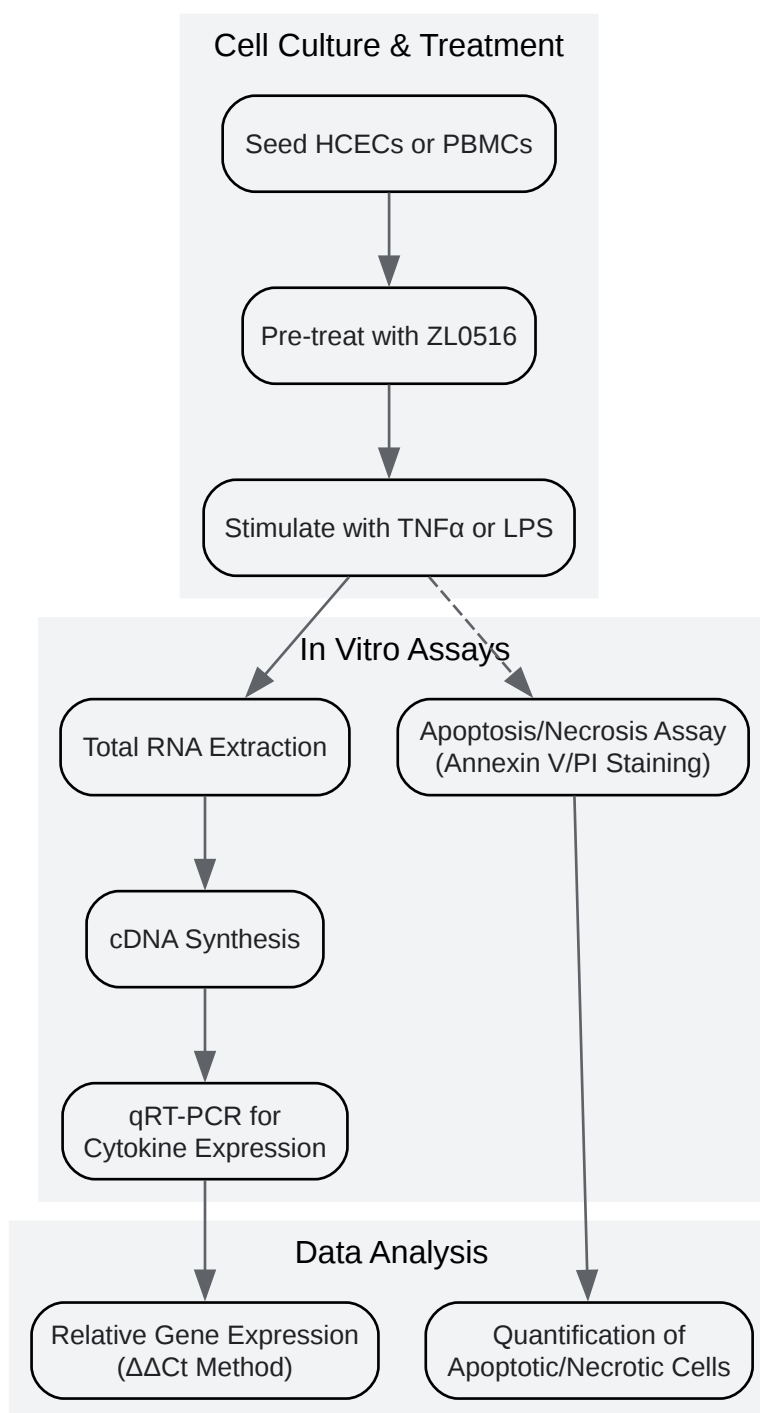 Cell Culture & Treatment
Seed HCECs or PBMCs
Pre-treat with ZL0516
Stimulate with TNFα or LPS
In Vitro Assays
Total RNA Extraction
Apoptosis/Necrosis Assay
(Annexin V/PI Staining)
cDNA Synthesis
qRT-PCR for
Cytokine Expression
Data Analysis
Relative Gene Expression
(ΔΔCt Method)
Quantification of
Apoptotic/Necrotic Cells